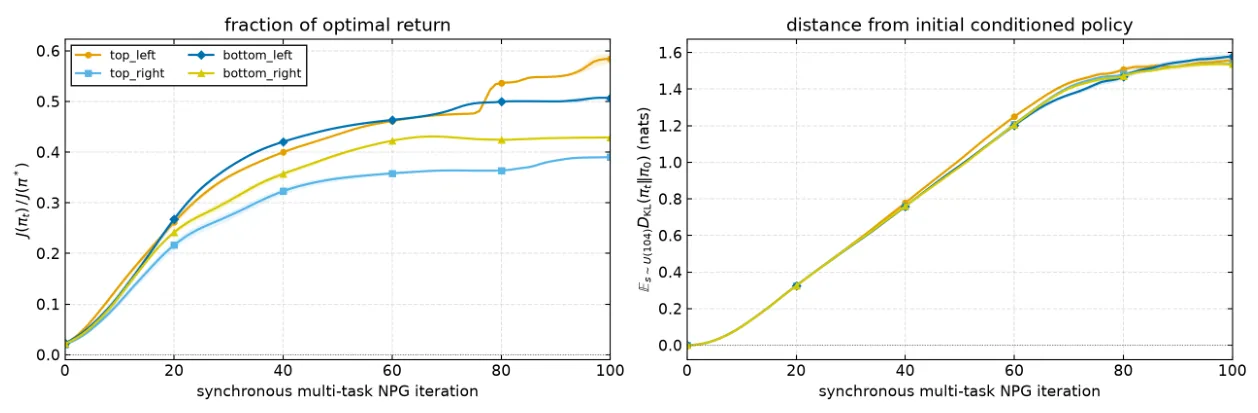 fraction of optimal return
J(π_t)/J(π*)
0.6
0.5
0.4
0.3
0.2
0.1
0.0
top_left
top_right
bottom_left
bottom_right
0 20 40 60 80 100
synchronous multi-task NPG iteration
distance from initial conditioned policy
𝔼_{s ~ U(104)} D_KL(π_t‖π_0) (nats)
1.6
1.4
1.2
1.0
0.8
0.6
0.4
0.2
0.0
0 20 40 60 80 100
synchronous multi-task NPG iteration